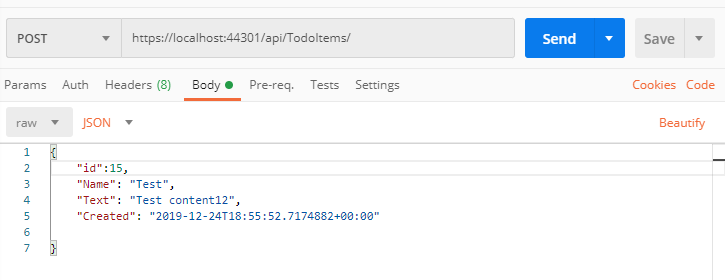 POST https://localhost:44301/api/TodoItems/ Send Save
Params Auth Headers (8) Body Pre-req. Tests Settings Cookies Code
raw JSON Beautify
1 {
2 "id":15,
3 "Name": "Test",
4 "Text": "Test content12",
5 "Created": "2019-12-24T18:55:52.7174882+00:00"
6
7 }